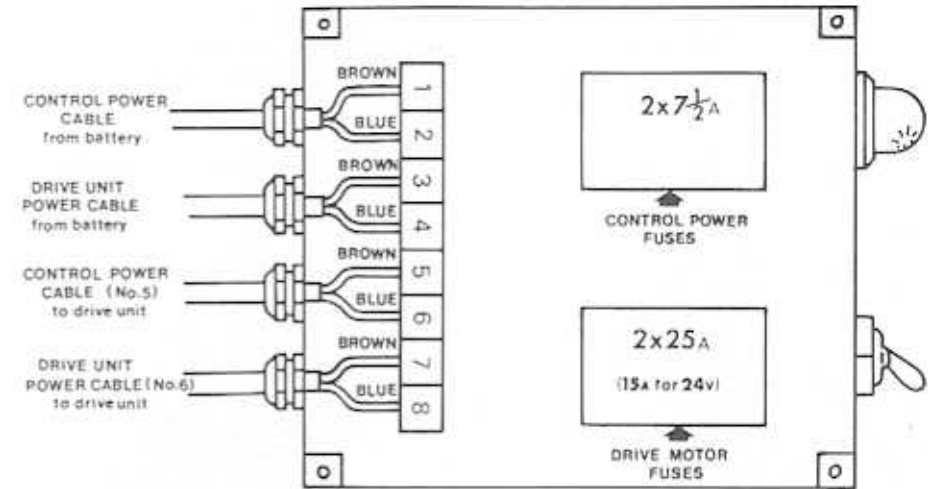 CONTROL POWER
CABLE
from battery
DRIVE UNIT
POWER CABLE
from battery
CONTROL POWER
CABLE (No.5)
to drive unit
DRIVE UNIT
POWER CABLE (No.6)
to drive unit
BROWN
BLUE
BROWN
BLUE
BROWN
BLUE
BROWN
BLUE
1
2
3
4
5
6
7
8
2x7½A
CONTROL POWER
FUSES
2x25A
(15A for 24V)
DRIVE MOTOR
FUSES